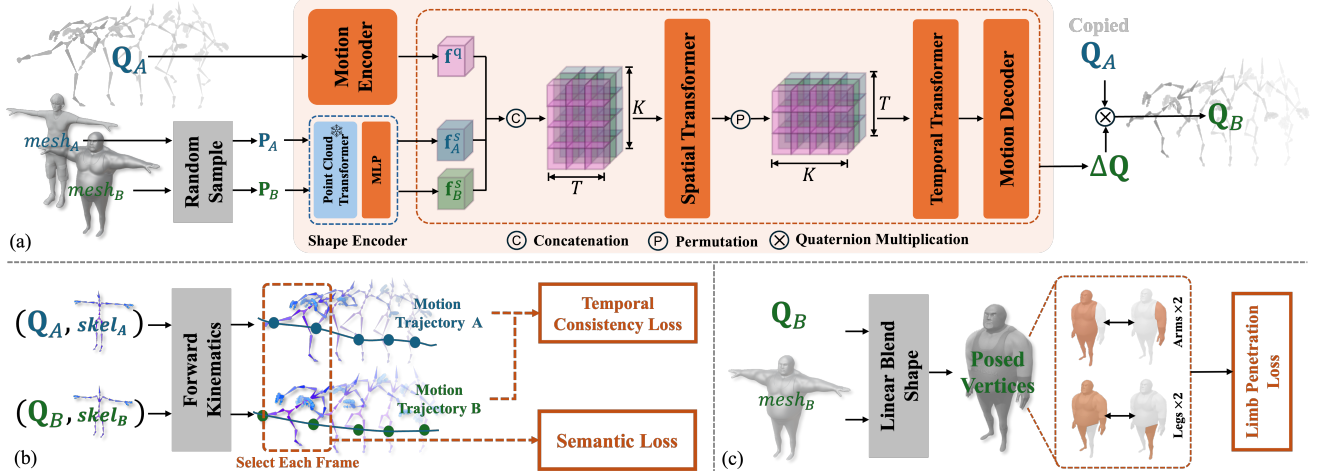 Q_A
mesh_A
mesh_B
Random
Sample
P_A
P_B
Motion
Encoder
Point Cloud
Transformer
MLP
Shape Encoder
f^q
f^s_A
f^s_B
C
K
T
Spatial Transformer
P
T
K
Temporal Transformer
Motion Decoder
Copied
Q_A
Q_B
ΔQ
C Concatenation
P Permutation
Quaternion Multiplication
(a)
(Q_A, skel_A)
(Q_B, skel_B)
Forward
Kinematics
Motion
Trajectory A
Motion
Trajectory B
Select Each Frame
Temporal
Consistency Loss
Semantic Loss
(b)
Q_B
mesh_B
Linear Blend
Shape
Posed
Vertices
Arms ×2
Legs ×2
Limb Penetration
Loss
(c)